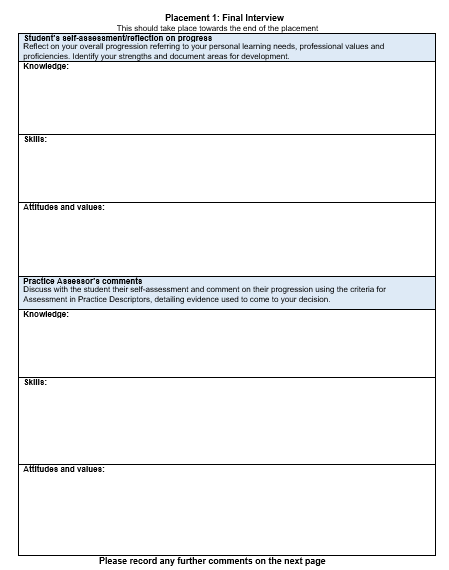 Placement 1: Final Interview
This should take place towards the end of the placement
Student's self-assessment/reflection on progress
Reflect on your overall progression referring to your personal learning needs, professional values and
proficiencies. Identify your strengths and document areas for development.
Knowledge:
Skills:
Attitudes and values:
Practice Assessor's comments
Discuss with the student their self-assessment and comment on their progression using the criteria for
Assessment in Practice Descriptors, detailing evidence used to come to your decision.
Knowledge:
Skills:
Attitudes and values:
Please record any further comments on the next page